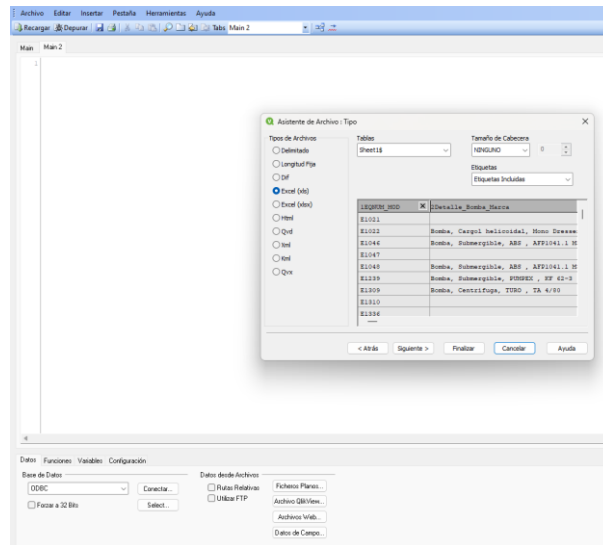 Archivo Editar Insertar Pestaña Herramientas Ayuda
Recargar Depurar Tabs Main 2
Main Main 2
1
Asistente de Archivo : Tipo
Tipos de Archivos
Delimitado
Longitud Fija
Dif
Excel (xls)
Excel (xlsx)
Html
Qvd
Xml
Kml
Qvx
Tablas
Sheet1$
Tamaño de Cabecera
NINGUNO 0
Etiquetas
Etiquetas Incluidas
1EQNUM_MOD 2Detalle_Bomba_Marca
E1021
E1022 Bomba, Cargol helicoidal, Mono Dresse
E1046 Bomba, Submergible, ABS , AFP1041.1 M
E1047
E1048 Bomba, Submergible, ABS , AFP1041.1 M
E1239 Bomba, Submergible, PUMPEX , KF 62-S
E1309 Bomba, Centrifuga, TURO , TA 4/80
E1310
E1336
< Atrás Siguiente > Finalizar Cancelar Ayuda
Datos Funciones Variables Configuración
Base de Datos
ODBC Conectar...
Forzar a 32 Bits Select...
Datos desde Archivos
Rutas Relativas Ficheros Planos...
Utilizar FTP Archivo QlikView...
Archivos Web...
Datos de Campo...